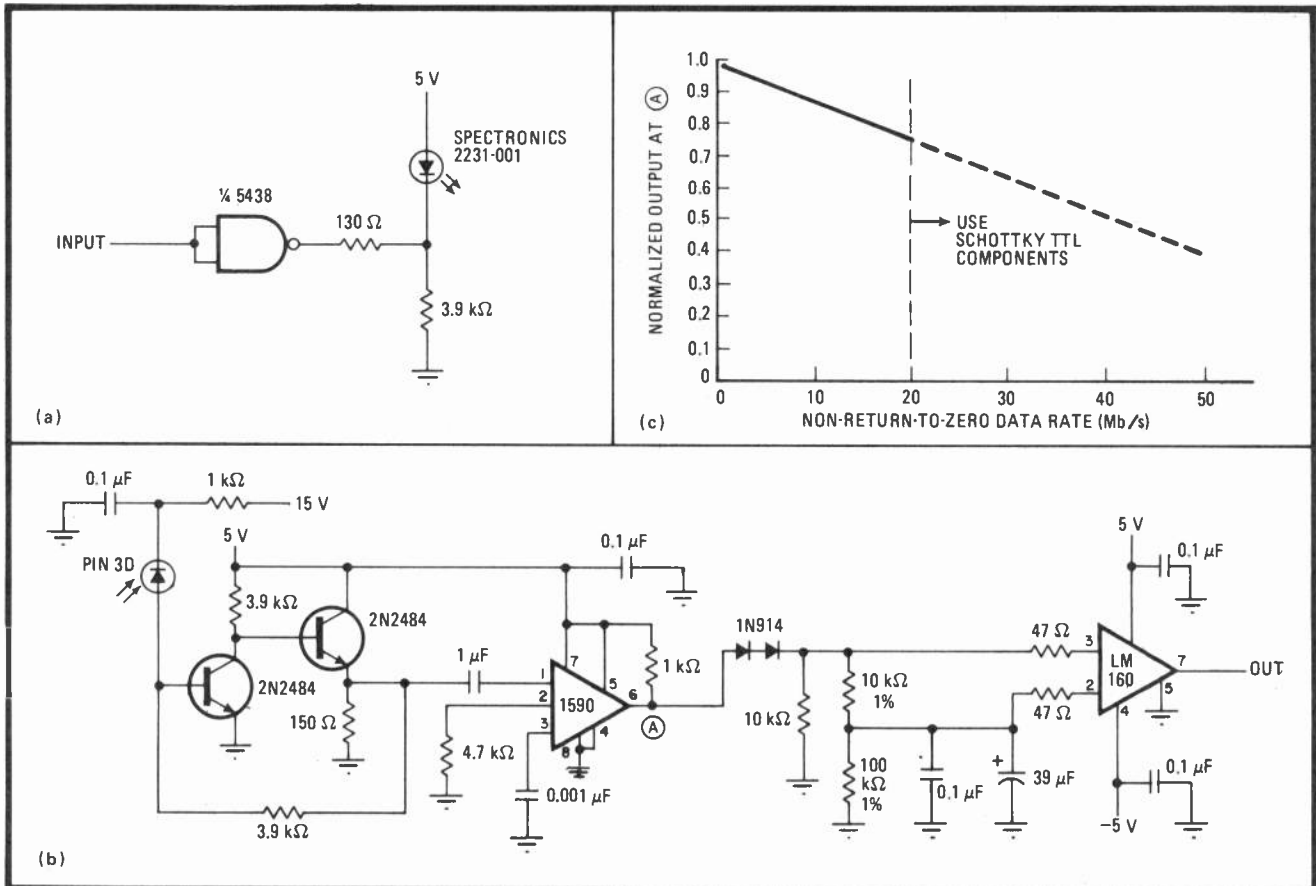 5 V
SPECTRONICS
2231-001
¼ 5438
INPUT
130 Ω
3.9 kΩ
(a)
NORMALIZED OUTPUT AT Ⓐ
1.0
0.9
0.8
0.7
0.6
0.5
0.4
0.3
0.2
0.1
0
USE
SCHOTTKY TTL
COMPONENTS
0
10
20
30
40
50
NON-RETURN-TO-ZERO DATA RATE (Mb/s)
(c)
0.1 μF
1 kΩ
15 V
PIN 3D
5 V
3.9 kΩ
2N2484
2N2484
150 Ω
3.9 kΩ
1 μF
4.7 kΩ
0.001 μF
1
2
3
7
5
1590
6
8
4
0.1 μF
1 kΩ
Ⓐ
1N914
10 kΩ
10 kΩ
1%
100
kΩ
1%
0.1 μF
+
39 μF
47 Ω
47 Ω
5 V
0.1 μF
3
2
LM
160
7
5
4
OUT
0.1 μF
−5 V
(b)